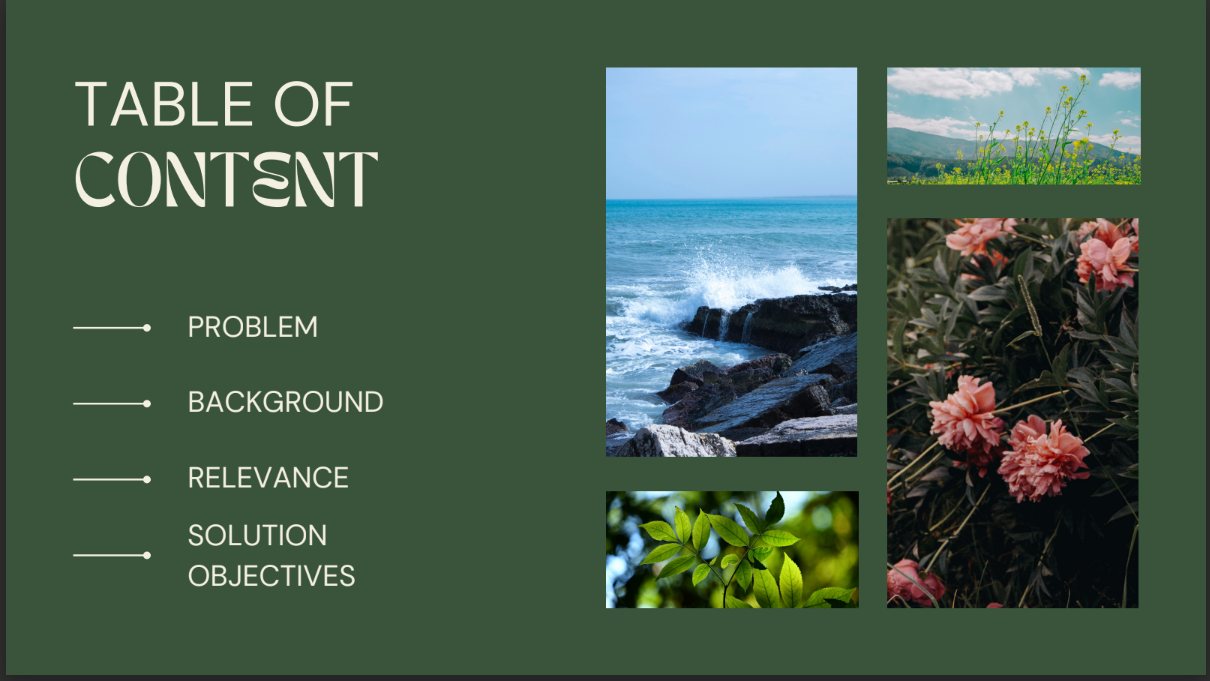 TABLE OF
CONTENT
PROBLEM
BACKGROUND
RELEVANCE
SOLUTION
OBJECTIVES